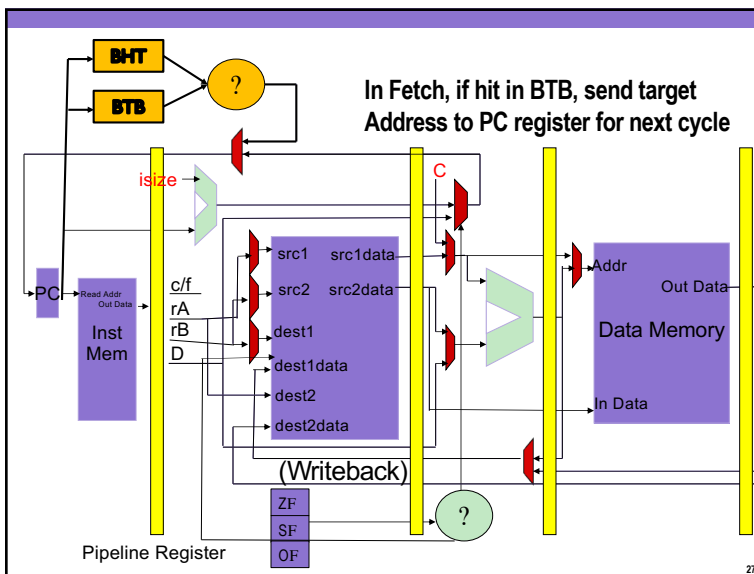 BHT
?
In Fetch, if hit in BTB, send target
BTB
Address to PC register for next cycle
isize
C
src1
src1data
Addr
PC
Read Addr
c/f
src2
src2data
Out Data
Out Data
rA
Inst
Mem
rB
dest1
Data Memory
D
dest1data
dest2
In Data
dest2data
(Writeback)
ZF
?
SF
OF
Pipeline Register
27